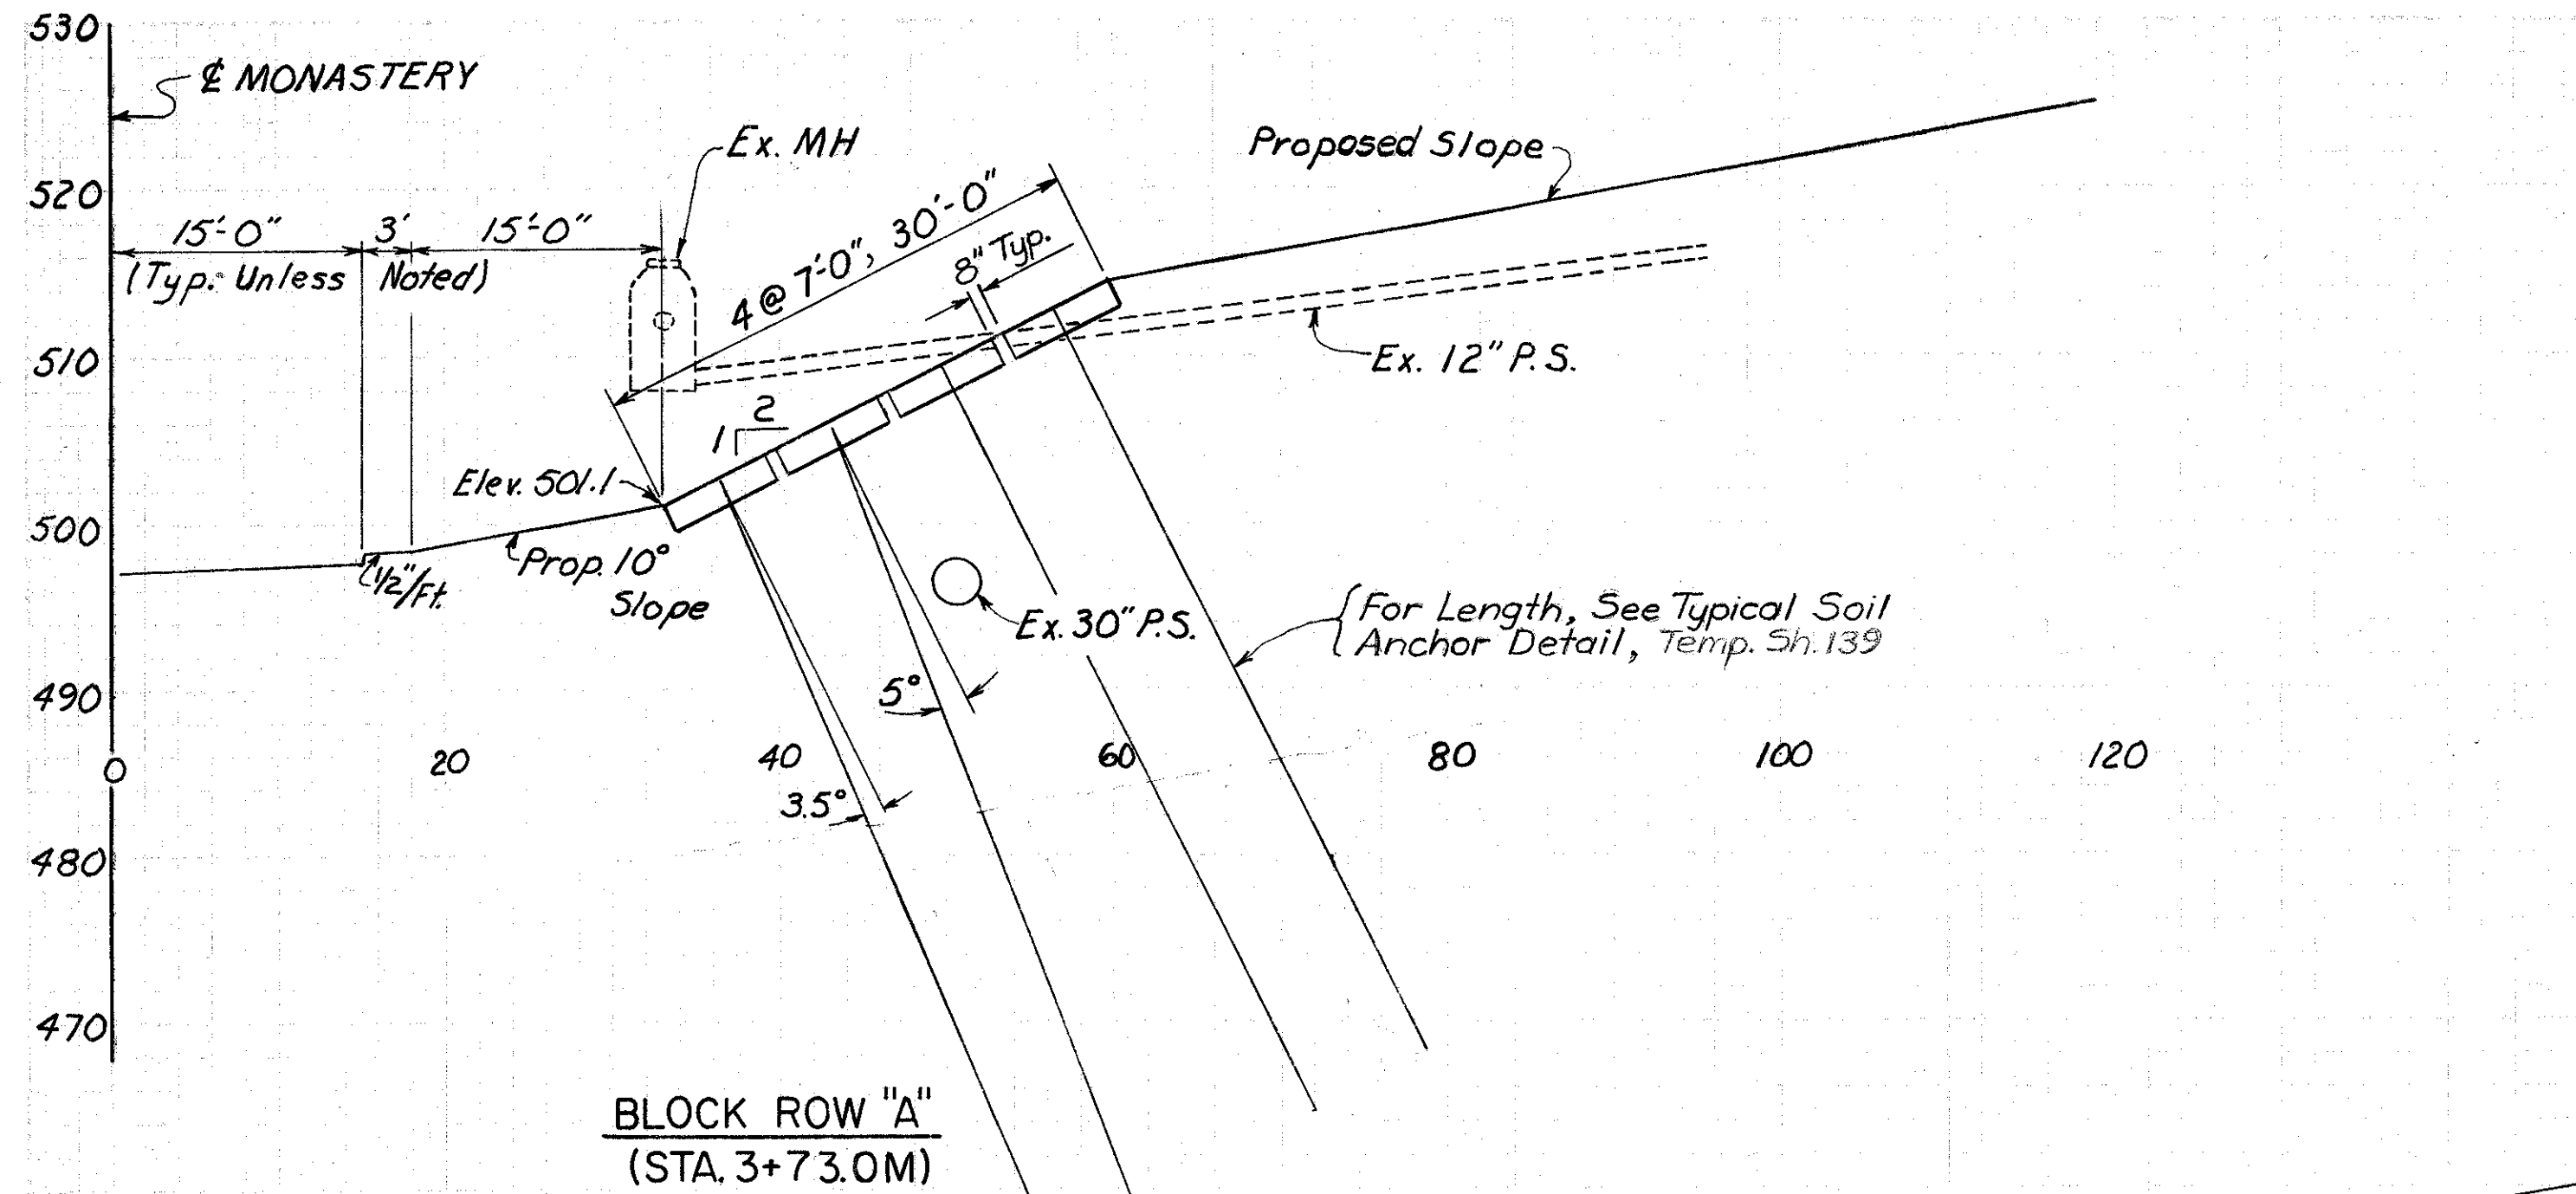 530
℄ MONASTERY
Ex. MH
Proposed Slope
520
15'-0"
3'
15'-0"
(Typ. Unless Noted)
4 @ 7'-0", 30'-0"
8" Typ.
510
Ex. 12" P.S.
1
2
Elev. 501.1
500
1/2"/Ft.
Prop. 10°
Slope
Ex. 30" P.S.
For Length, See Typical Soil
Anchor Detail, Temp. Sh. 139
490
5°
0
20
40
60
80
100
120
3.5°
480
470
BLOCK ROW "A"
(STA. 3+73.0M)